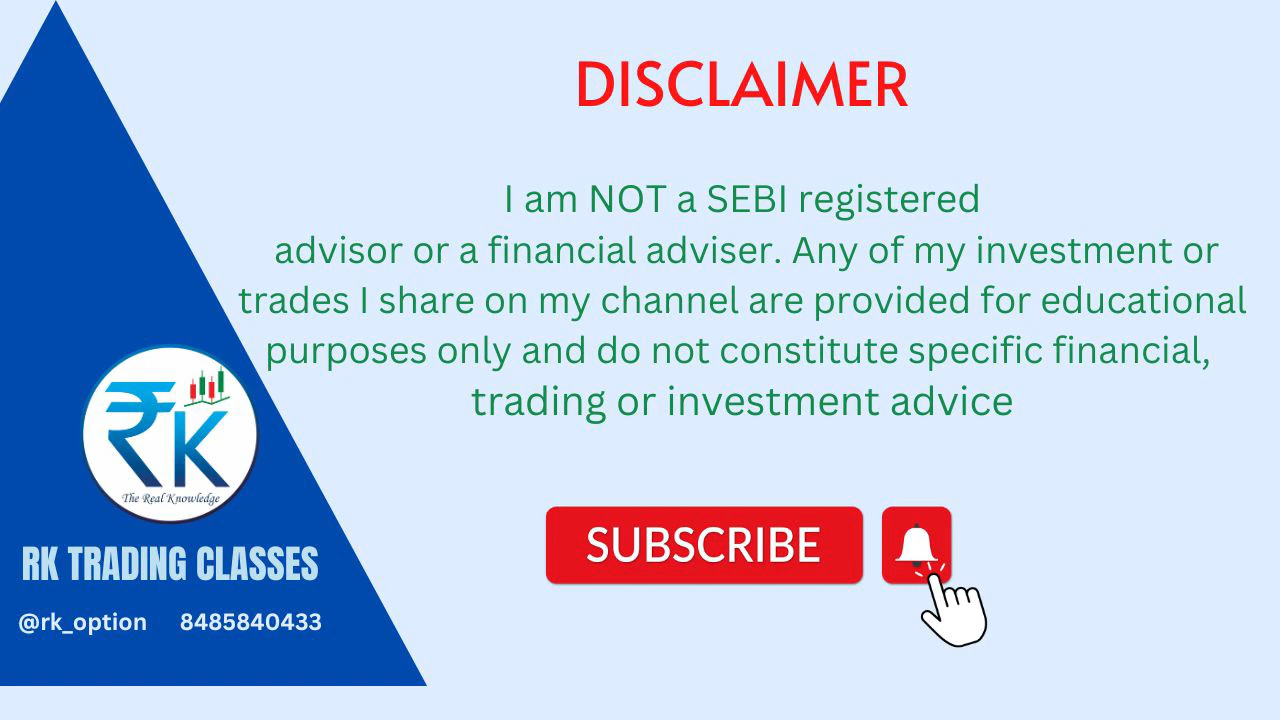 DISCLAIMER
I am NOT a SEBI registered
advisor or a financial adviser. Any of my investment or
trades I share on my channel are provided for educational
purposes only and do not constitute specific financial,
trading or investment advice
₹K
The Real Knowledge
RK TRADING CLASSES
@rk_option 8485840433
SUBSCRIBE